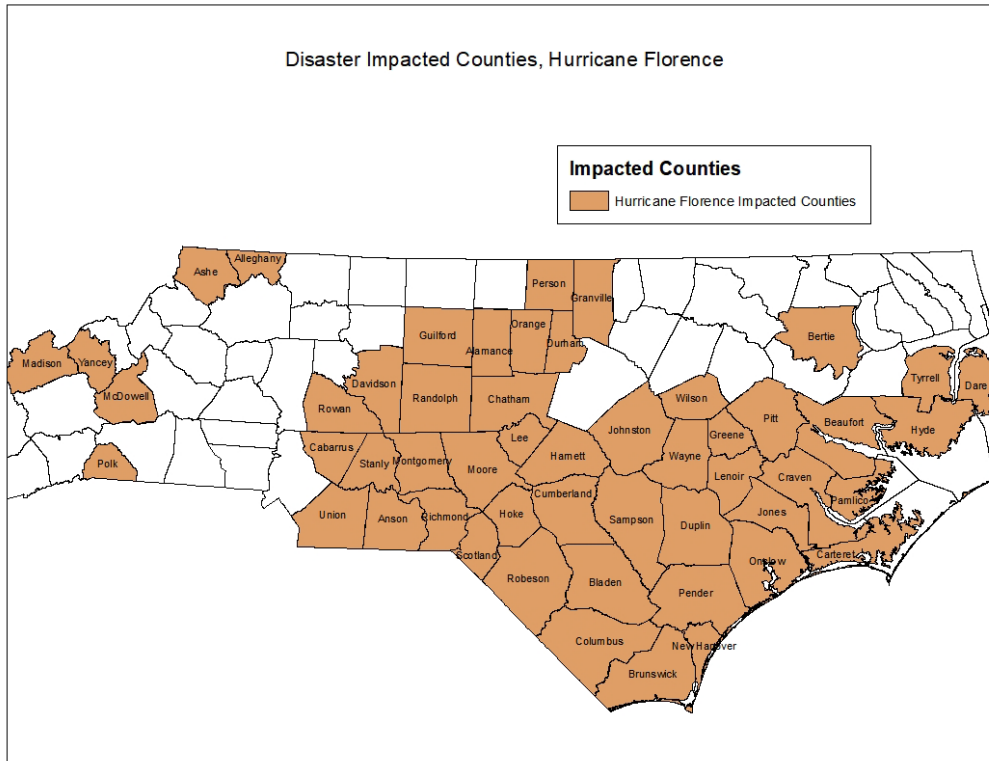 Disaster Impacted Counties, Hurricane Florence
Impacted Counties
Hurricane Florence Impacted Counties
Ashe
Alleghany
Person
Granville
Guilford
Alamance
Orange
Durham
Bertie
Madison
Yancey
McDowell
Davidson
Randolph
Chatham
Tyrrell
Dare
Rowan
Wilson
Johnston
Greene
Pitt
Beaufort
Hyde
Cabarrus
Stanly
Montgomery
Moore
Lee
Harnett
Wayne
Polk
Lenoir
Craven
Pamlico
Union
Anson
Richmond
Hoke
Cumberland
Sampson
Duplin
Jones
Scotland
Onslow
Carteret
Robeson
Bladen
Pender
Columbus
New Hanover
Brunswick